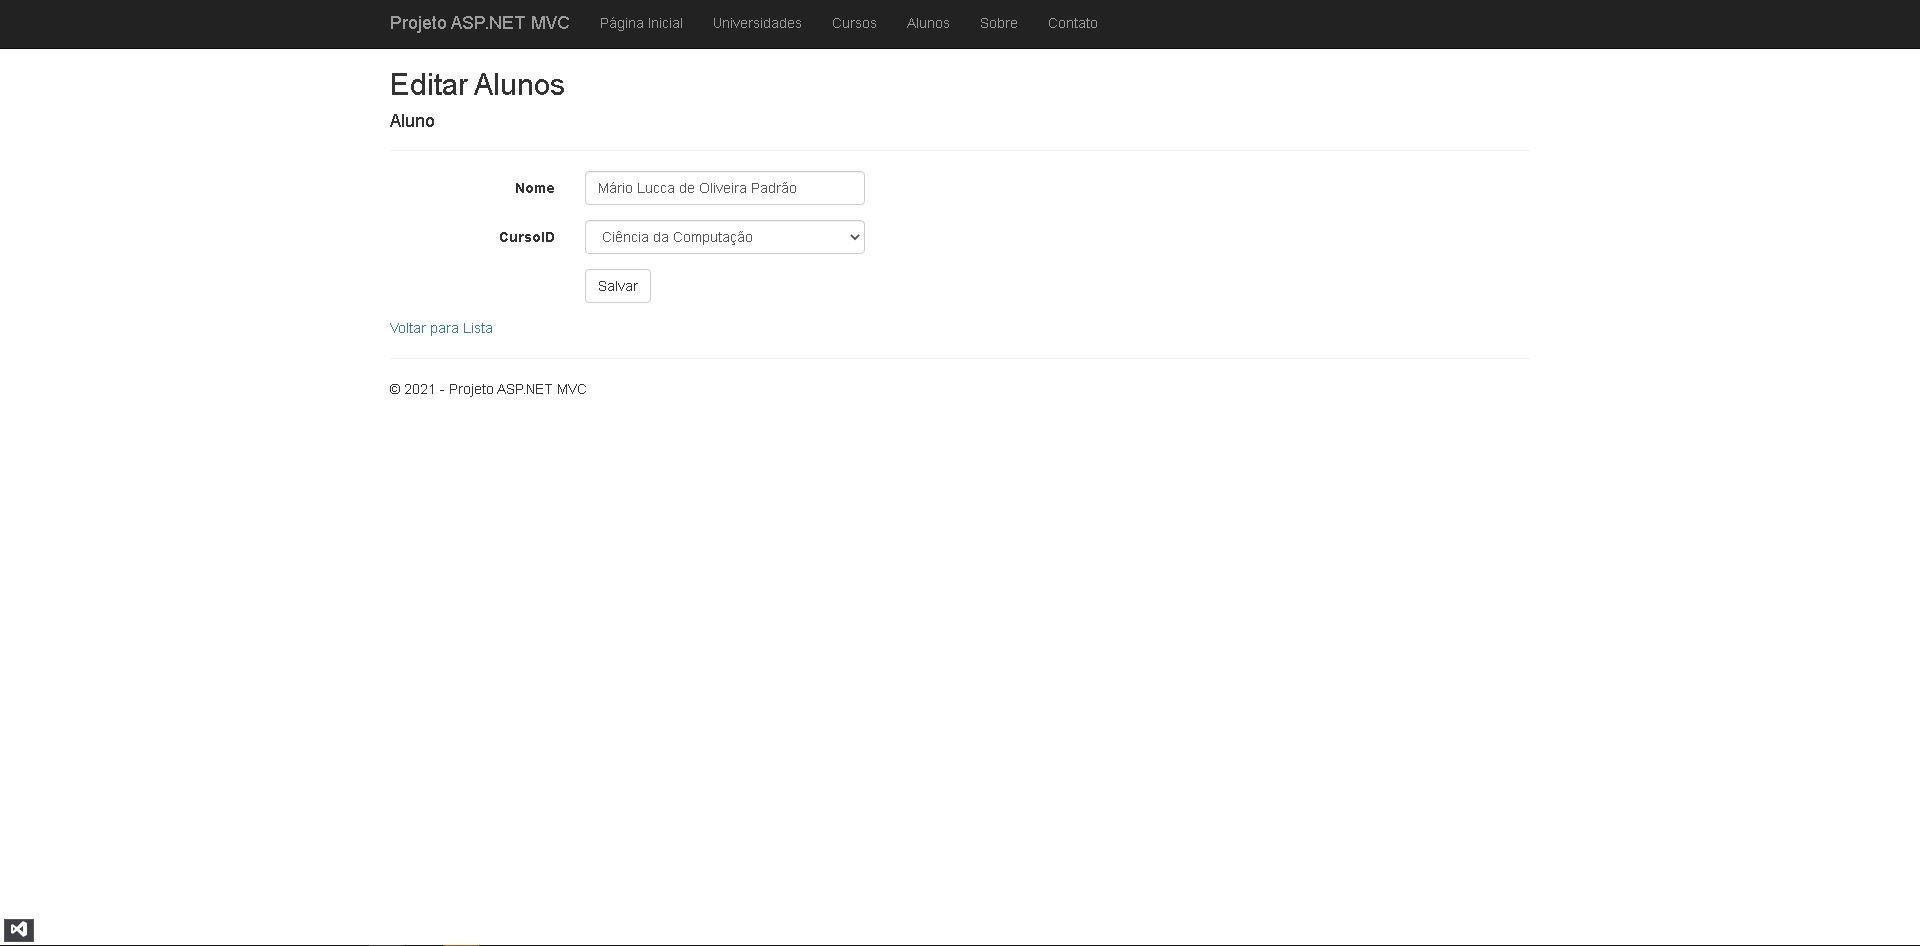 Projeto ASP.NET MVC Página Inicial Universidades Cursos Alunos Sobre Contato
Editar Alunos
Aluno
Nome Mário Lucca de Oliveira Padrão
CursoID Ciência da Computação
Salvar
Voltar para Lista
© 2021 - Projeto ASP.NET MVC